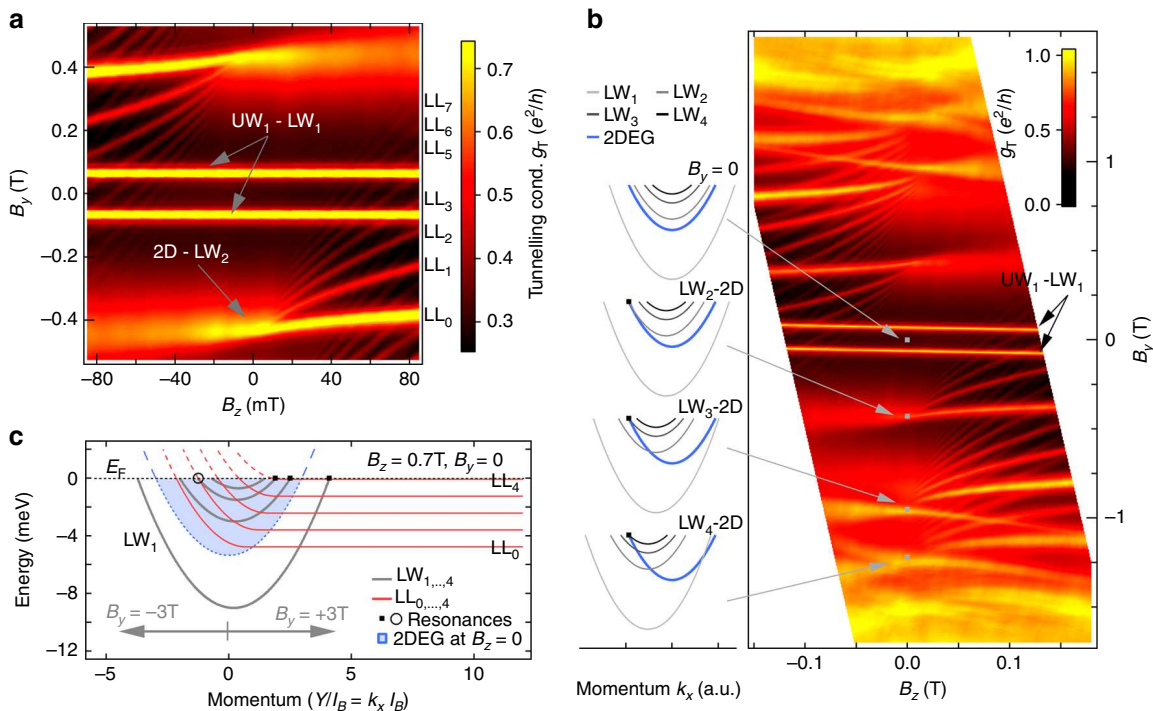 a
B_y (T)
0.4
0.2
0.0
−0.2
−0.4
UW₁ - LW₁
2D - LW₂
LL₇
LL₆
LL₅
LL₃
LL₂
LL₁
LL₀
−80
−40
0
40
80
B_z (mT)
0.7
0.6
0.5
0.4
0.3
Tunnelling cond. g_T (e²/h)
b
LW₁
LW₂
LW₃
LW₄
2DEG
B_y = 0
LW₂-2D
LW₃-2D
LW₄-2D
Momentum k_x (a.u.)
1.0
0.5
0.0
g_T (e²/h)
UW₁-LW₁
1
0
−1
B_y (T)
−0.1
0.0
0.1
B_z (T)
c
E_F
B_z = 0.7T, B_y = 0
LL₄
LW₁
LL₀
LW₁,...,₄
LL₀,...,₄
Resonances
2DEG at B_z = 0
B_y = −3T
B_y = +3T
0
−4
−8
−12
Energy (meV)
−5
0
5
10
Momentum (Y/l_B = k_x l_B)